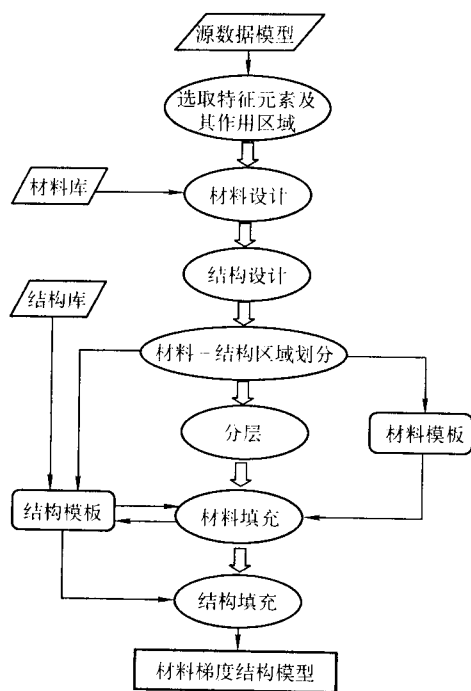 源数据模型
选取特征元素及
其作用区域
材料库
材料设计
结构设计
结构库
材料-结构区域划分
分层
材料模板
结构模板
材料填充
结构填充
材料梯度结构模型